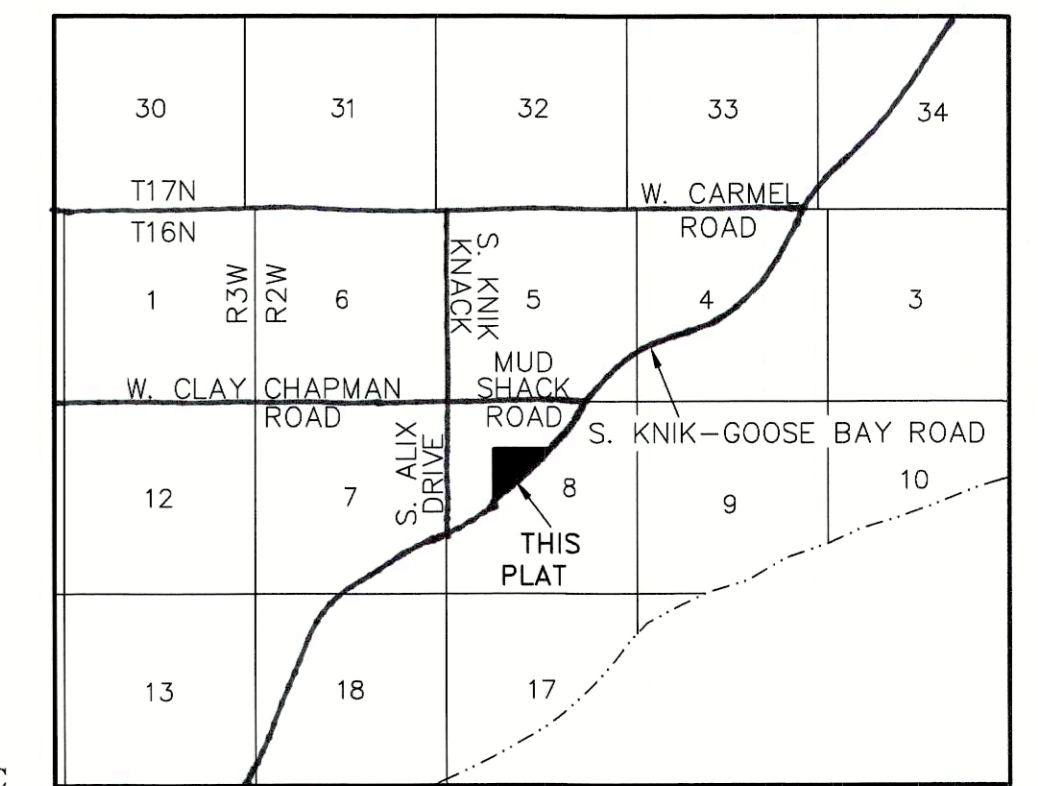 30
31
32
33
34
T17N
W. CARMEL
ROAD
T16N
1
R3W
R2W
6
S. KNIK
KNACK
5
4
3
W. CLAY CHAPMAN
ROAD
MUD
SHACK
ROAD
S. KNIK-GOOSE BAY ROAD
12
7
S. ALIX
DRIVE
8
9
10
THIS
PLAT
13
18
17